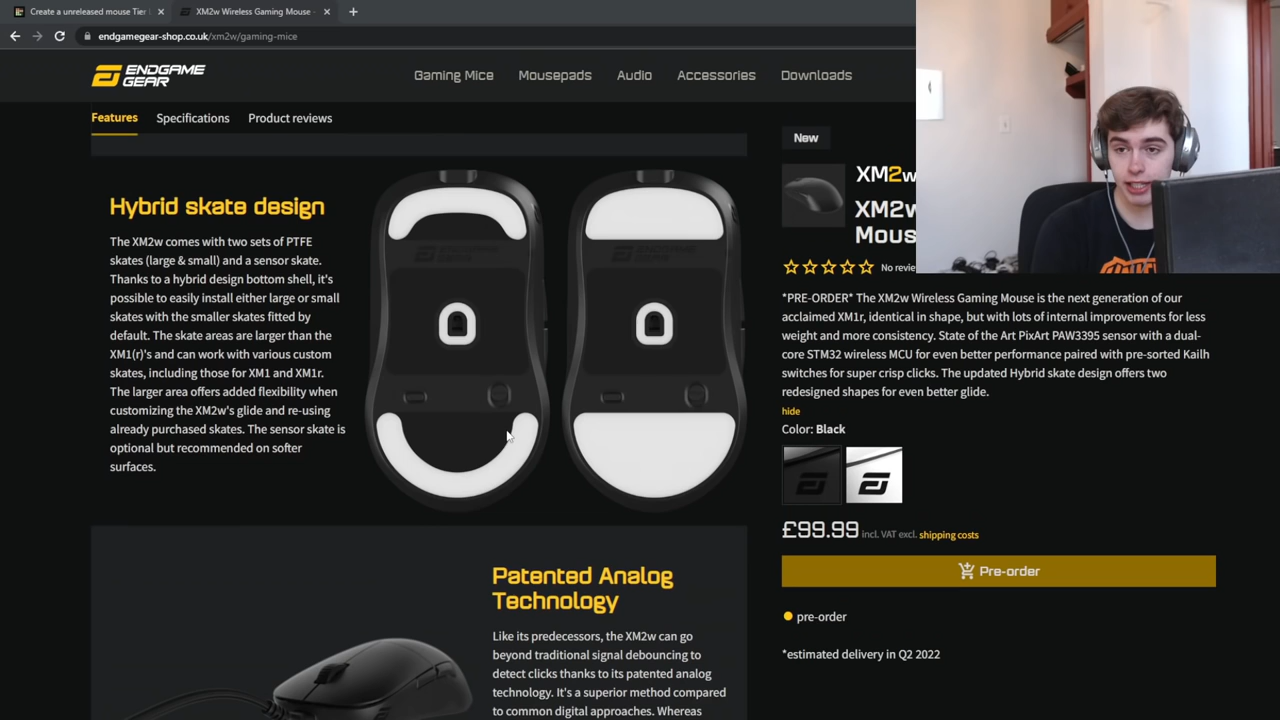 Create a unreleased mouse Tier
XM2w Wireless Gaming Mouse -
endgamegear-shop.co.uk/xm2w/gaming-mice
ENDGAME
GEAR
Gaming Mice Mousepads Audio Accessories Downloads
Features Specifications Product reviews
Hybrid skate design
The XM2w comes with two sets of PTFE
skates (large & small) and a sensor skate.
Thanks to a hybrid design bottom shell, it's
possible to easily install either large or small
skates with the smaller skates fitted by
default. The skate areas are larger than the
XM1(r)'s and can work with various custom
skates, including those for XM1 and XM1r.
The larger area offers added flexibility when
customizing the XM2w's glide and re-using
already purchased skates. The sensor skate is
optional but recommended on softer
surfaces.
Patented Analog
Technology
Like its predecessors, the XM2w can go
beyond traditional signal debouncing to
detect clicks thanks to its patented analog
technology. It's a superior method compared
to common digital approaches. Whereas
New
XM2w
XM2w
Mous
No revie
*PRE-ORDER* The XM2w Wireless Gaming Mouse is the next generation of our
acclaimed XM1r, identical in shape, but with lots of internal improvements for less
weight and more consistency. State of the Art PixArt PAW3395 sensor with a dual-
core STM32 wireless MCU for even better performance paired with pre-sorted Kailh
switches for super crisp clicks. The updated Hybrid skate design offers two
redesigned shapes for even better glide.
hide
Color: Black
£99.99 incl. VAT excl. shipping costs
Pre-order
pre-order
*estimated delivery in Q2 2022